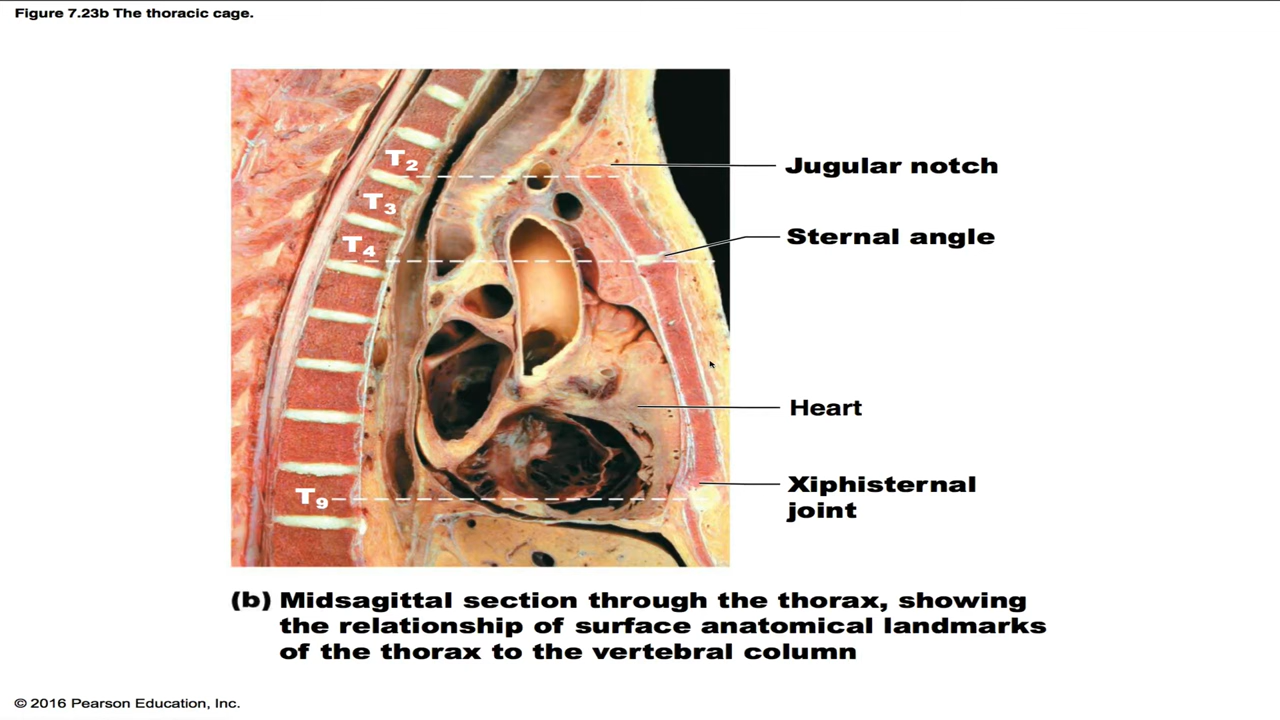 Figure 7.23b The thoracic cage.
T2
Jugular notch
T3
Sternal angle
T4
Heart
Xiphisternal
joint
T9
(b) Midsagittal section through the thorax, showing
the relationship of surface anatomical landmarks
of the thorax to the vertebral column
© 2016 Pearson Education, Inc.